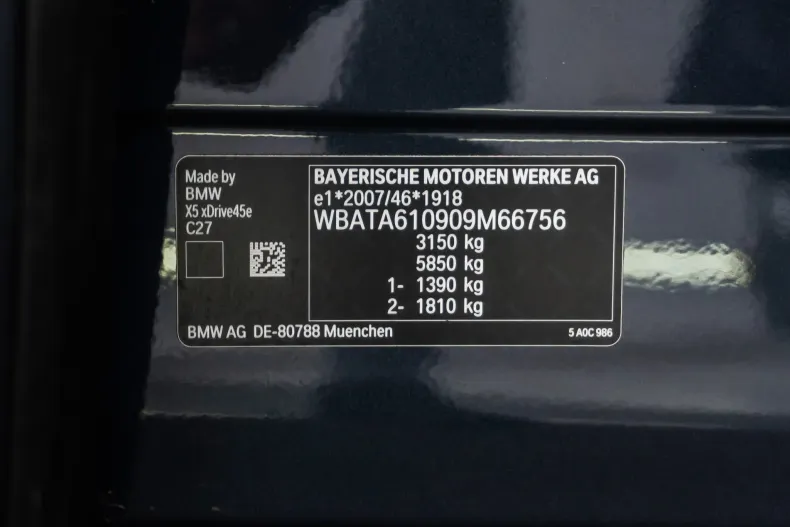 Made by
BMW
X5 xDrive45e
C27
BAYERISCHE MOTOREN WERKE AG
e1*2007/46*1918
WBATA610909M66756
3150 kg
5850 kg
1- 1390 kg
2- 1810 kg
BMW AG DE-80788 Muenchen
5 A0C 986